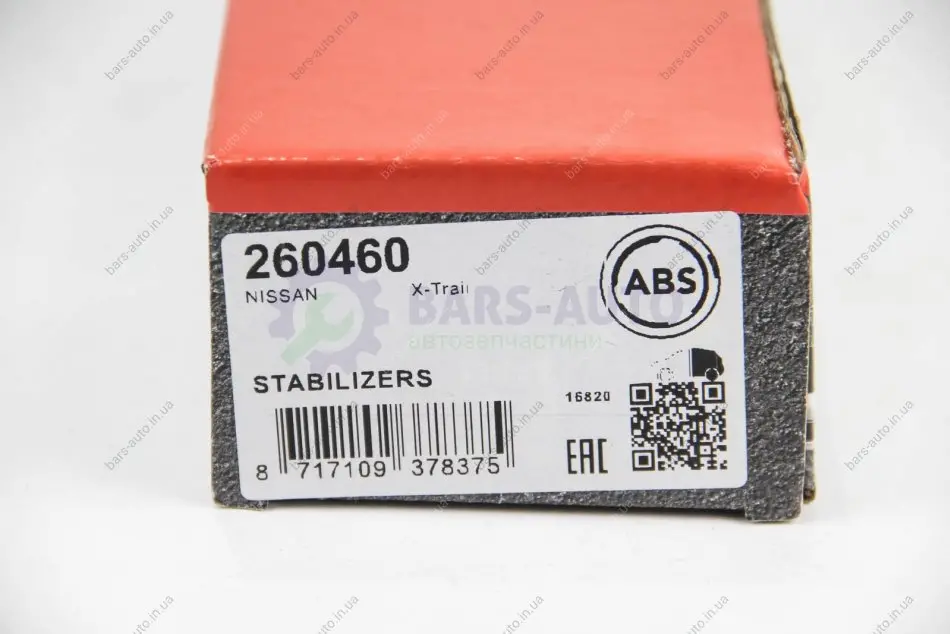 260460
NISSAN X-Trail
ABS
BARS-AUTO
автозапчастини
STABILIZERS
16820
EAC
8 717109 378375
bars-auto.in.ua